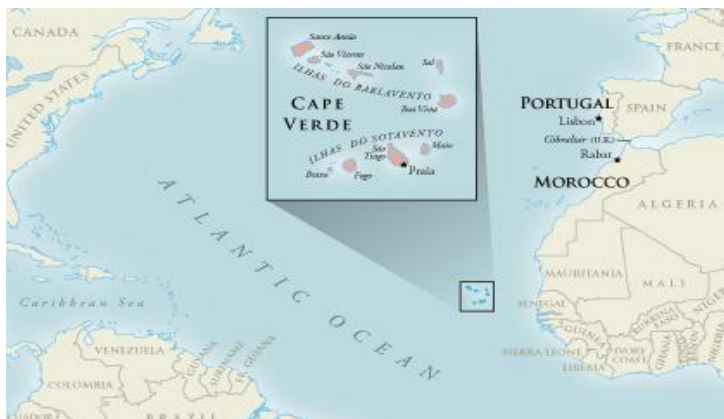 CANADA
UNITED STATES
Santo Antão
São Vicente
São Nicolau
Sal
ILHAS DO BARLAVENTO
Boa Vista
CAPE
VERDE
ILHAS DO SOTAVENTO
São
Tiago
Maio
Brava
Fogo
Praia
FRANCE
PORTUGAL
SPAIN
Lisbon
Gibraltar (U.K.)
Rabat
MOROCCO
ALGERIA
ATLANTIC OCEAN
MAURITANIA
MALI
SENEGAL
BURKINA
FASO
GUINEA
SIERRA LEONE
IVORY
COAST
GHANA
LIBERIA
Caribbean Sea
VENEZUELA
GUYANA
SURINAME
FR. GUIANA
COLOMBIA
BRAZIL